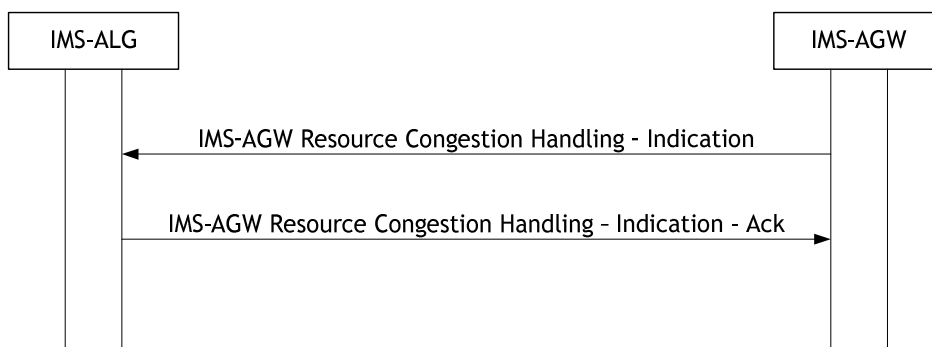 IMS-ALG
IMS-AGW
IMS-AGW Resource Congestion Handling - Indication
IMS-AGW Resource Congestion Handling – Indication - Ack